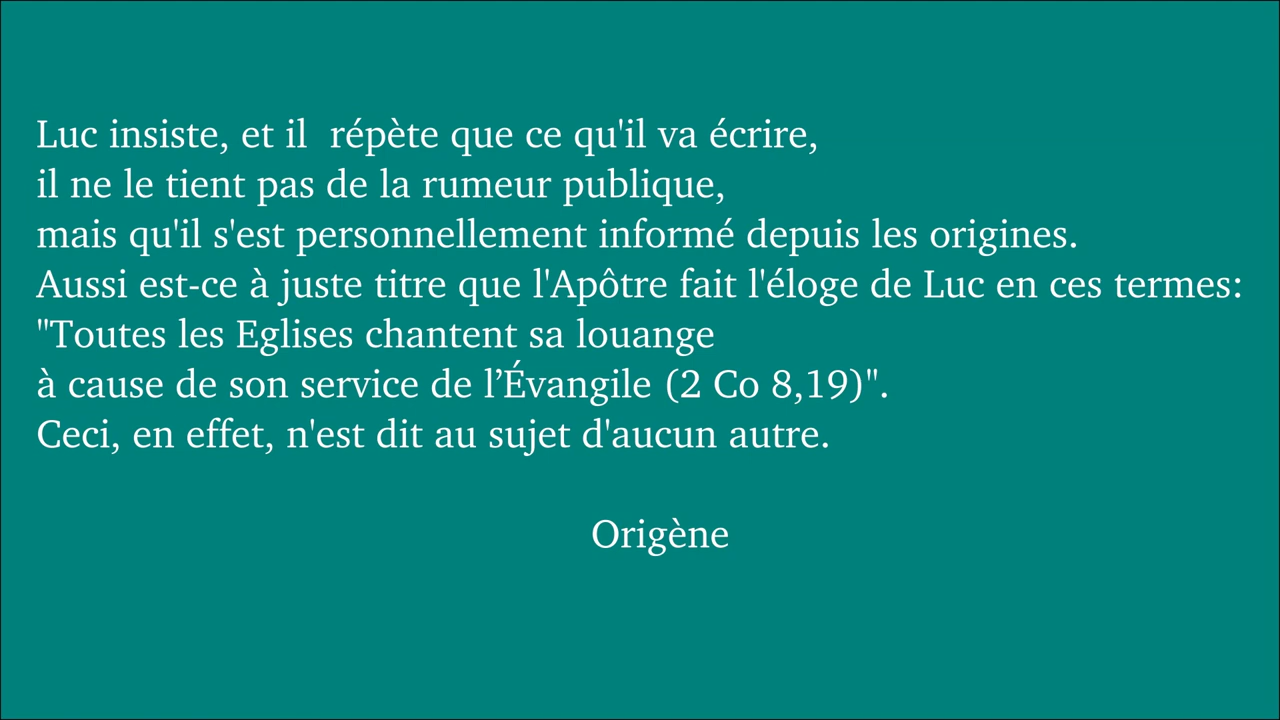 Luc insiste, et il  répète que ce qu'il va écrire,
il ne le tient pas de la rumeur publique,
mais qu'il s'est personnellement informé depuis les origines.
Aussi est-ce à juste titre que l'Apôtre fait l'éloge de Luc en ces termes:
"Toutes les Eglises chantent sa louange
à cause de son service de l’Évangile (2 Co 8,19)".
Ceci, en effet, n'est dit au sujet d'aucun autre.
Origène